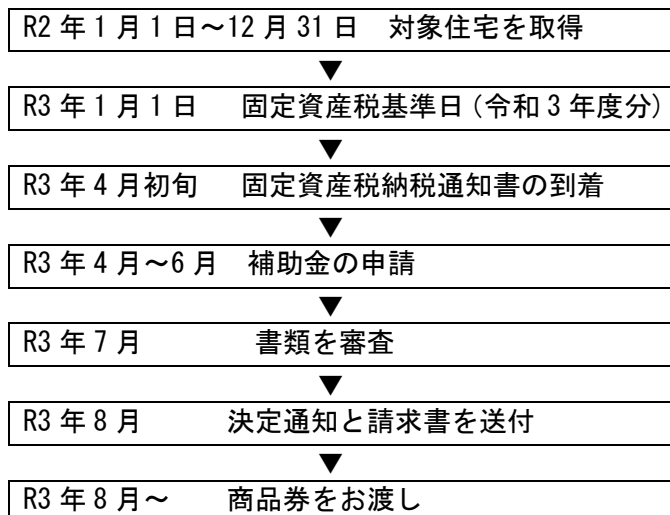 R2 年 1 月 1 日～12 月 31 日　対象住宅を取得
▼
R3 年 1 月 1 日　　固定資産税基準日（令和 3 年度分）
▼
R3 年 4 月初旬　　固定資産税納税通知書の到着
▼
R3 年 4 月～6 月　補助金の申請
▼
R3 年 7 月　　　　　書類を審査
▼
R3 年 8 月　　　　決定通知と請求書を送付
▼
R3 年 8 月～　　　商品券をお渡し